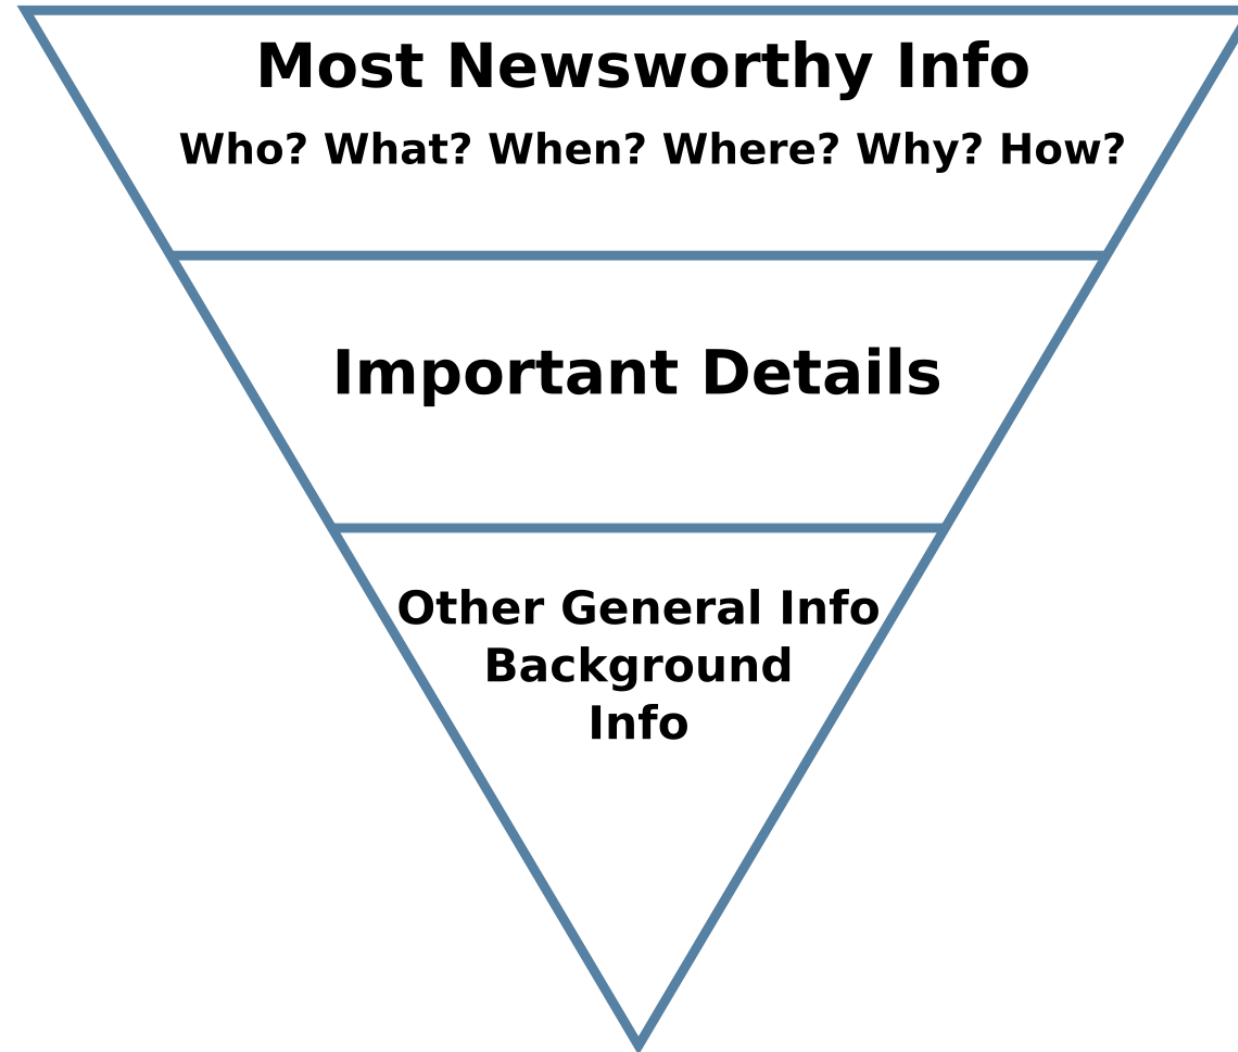 Most Newsworthy Info
Who? What? When? Where? Why? How?
Important Details
Other General Info
Background
Info